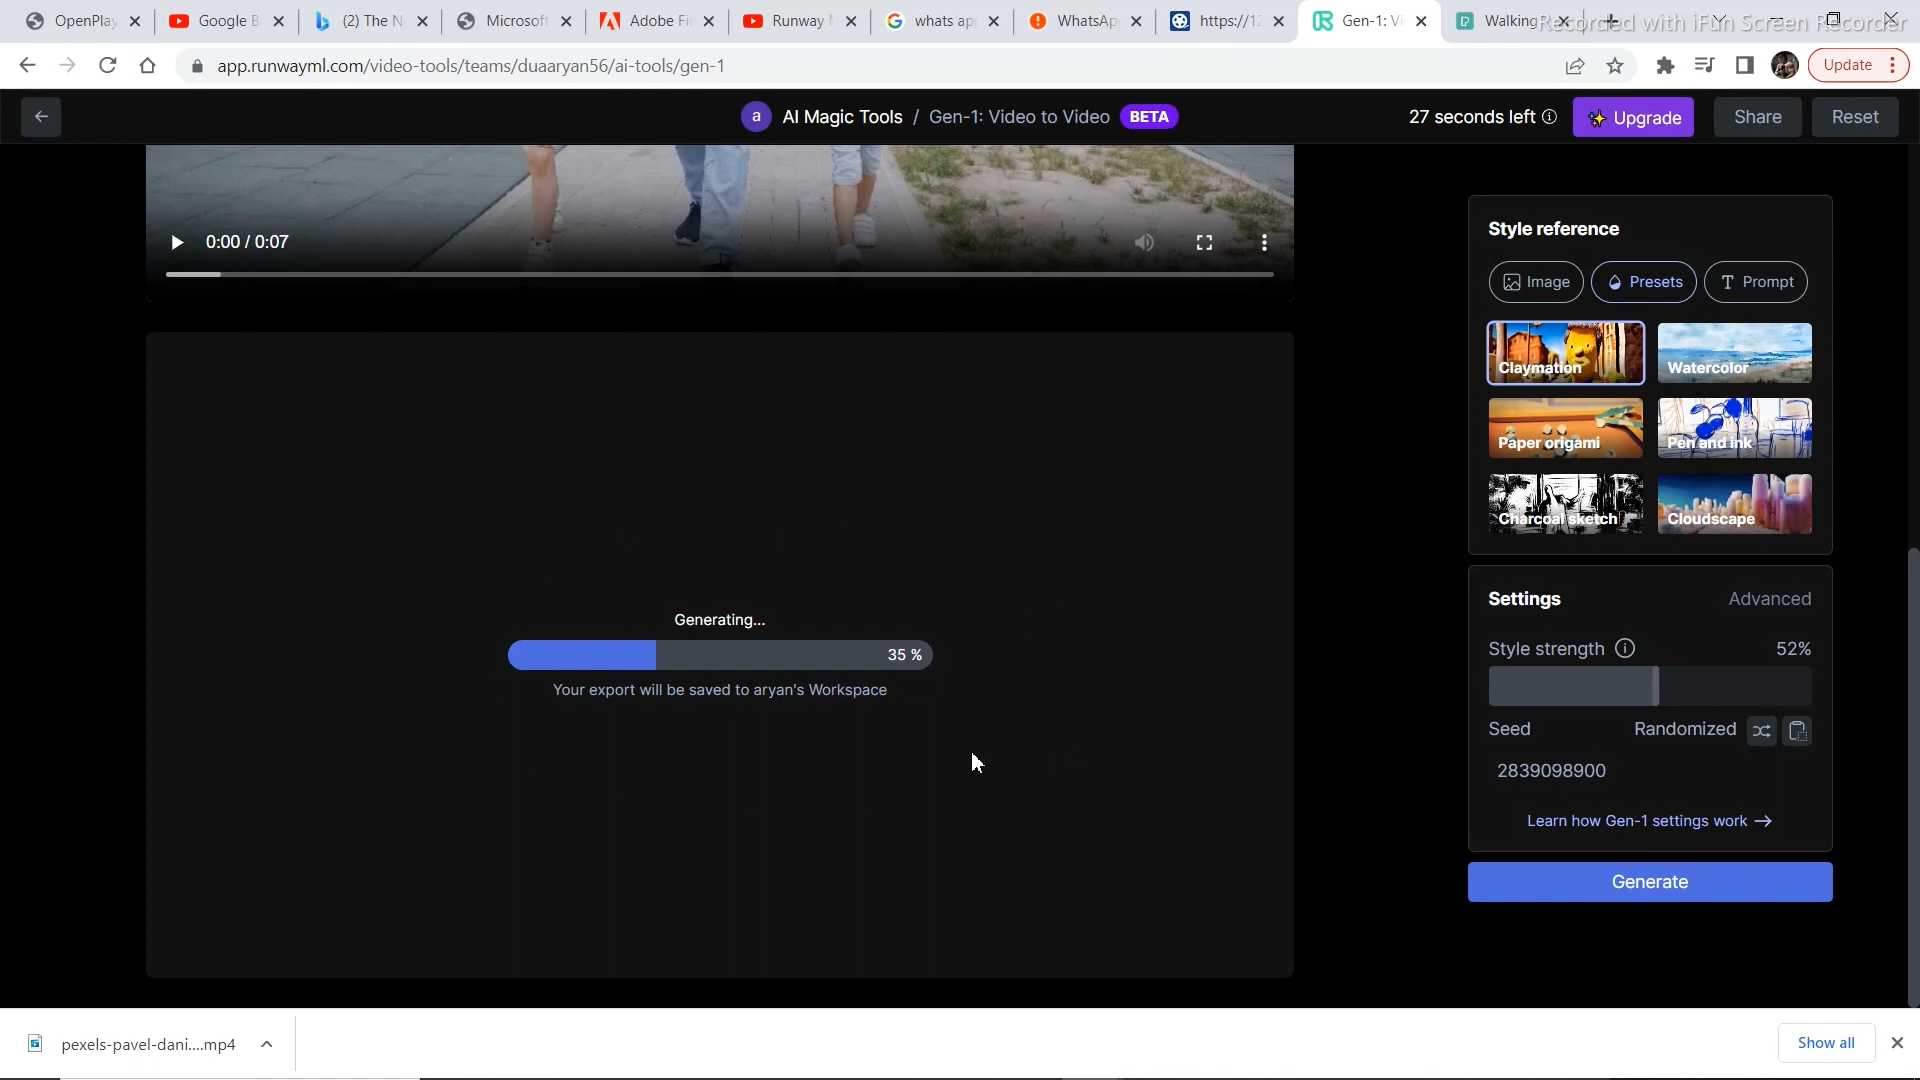 OpenPlay
Google B
(2) The N
Microsoft
Adobe Fi
Runway
whats ap
WhatsAp
https://12
Gen-1: Vi
Walking
Recorded with iFun Screen Recorder
app.runwayml.com/video-tools/teams/duaaryan56/ai-tools/gen-1
Update
a AI Magic Tools / Gen-1: Video to Video BETA
27 seconds left
Upgrade
Share
Reset
0:00 / 0:07
Style reference
Image
Presets
Prompt
Claymation
Watercolor
Paper origami
Pen and ink
Charcoal sketch
Cloudscape
Generating...
35 %
Your export will be saved to aryan's Workspace
Settings
Advanced
Style strength
52%
Seed
Randomized
2839098900
Learn how Gen-1 settings work →
Generate
pexels-pavel-dani....mp4
Show all